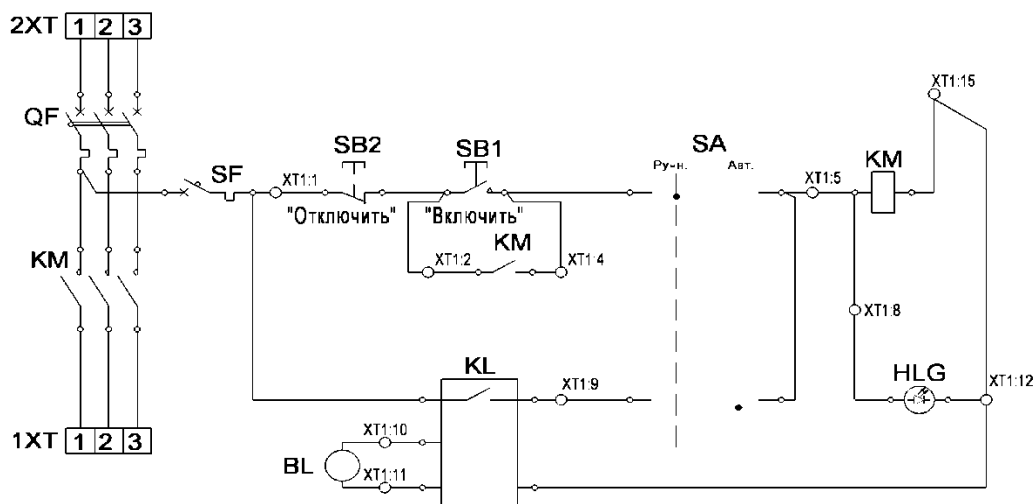 2XT 1 2 3
XT1:15
QF
SB2 SB1 SA
Ручн. Авт.
SF XT1:1 XT1:5 KM
"Отключить" "Включить"
KM
XT1:2 XT1:4
KM
XT1:8
KL
XT1:9 HLG XT1:12
1XT 1 2 3
XT1:10
BL XT1:11